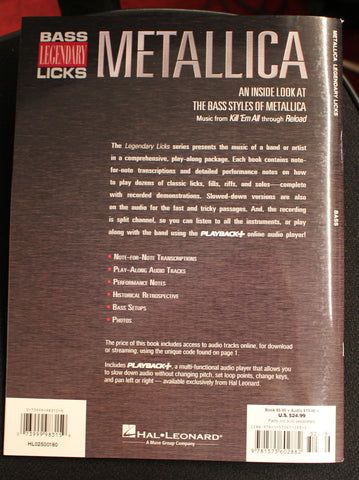 BASS
LEGENDARY
LICKS
METALLICA
AN INSIDE LOOK AT
THE BASS STYLES OF METALLICA
Music from Kill 'Em All through Reload
The Legendary Licks series presents the music of a band or artist
in a comprehensive, play-along package. Each book contains note-
for-note transcriptions and detailed performance notes on how
to play dozens of classic licks, fills, riffs, and solos—complete
with recorded demonstrations. Slowed-down versions are also
on the audio for the fast and tricky passages. And, the recording
is split channel, so you can listen to all the instruments, or play
along with the band using the PLAYBACK+ online audio player!
• Note-for-Note Transcriptions
• Play-Along Audio Tracks
• Performance Notes
• Historical Retrospective
• Bass Setups
• Photos
The price of this book includes access to audio tracks online, for download
or streaming, using the unique code found on page 1.
Includes PLAYBACK+, a multi-functional audio player that allows you
to slow down audio without changing pitch, set loop points, change keys,
and pan left or right — available exclusively from Hal Leonard.
HL02500180
HAL•LEONARD®
A Muse Group Company
U.S. $24.99
METALLICA LEGENDARY LICKS
BASS